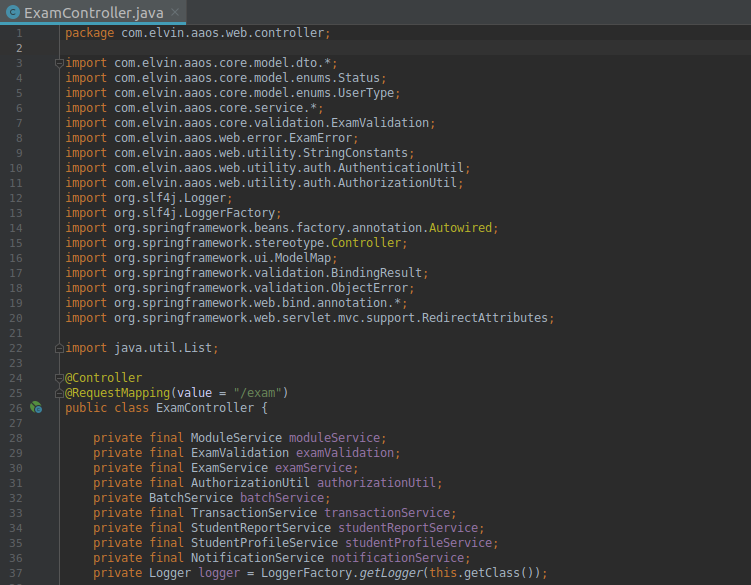 ExamController.java
1 package com.elvin.aaos.web.controller;
2
3 import com.elvin.aaos.core.model.dto.*;
4 import com.elvin.aaos.core.model.enums.Status;
5 import com.elvin.aaos.core.model.enums.UserType;
6 import com.elvin.aaos.core.service.*;
7 import com.elvin.aaos.core.validation.ExamValidation;
8 import com.elvin.aaos.web.error.ExamError;
9 import com.elvin.aaos.web.utility.StringConstants;
10 import com.elvin.aaos.web.utility.auth.AuthenticationUtil;
11 import com.elvin.aaos.web.utility.auth.AuthorizationUtil;
12 import org.slf4j.Logger;
13 import org.slf4j.LoggerFactory;
14 import org.springframework.beans.factory.annotation.Autowired;
15 import org.springframework.stereotype.Controller;
16 import org.springframework.ui.ModelMap;
17 import org.springframework.validation.BindingResult;
18 import org.springframework.validation.ObjectError;
19 import org.springframework.web.bind.annotation.*;
20 import org.springframework.web.servlet.mvc.support.RedirectAttributes;
21
22 import java.util.List;
23
24 @Controller
25 @RequestMapping(value = "/exam")
26 public class ExamController {
27
28 private final ModuleService moduleService;
29 private final ExamValidation examValidation;
30 private final ExamService examService;
31 private final AuthorizationUtil authorizationUtil;
32 private BatchService batchService;
33 private final TransactionService transactionService;
34 private final StudentReportService studentReportService;
35 private final StudentProfileService studentProfileService;
36 private final NotificationService notificationService;
37 private Logger logger = LoggerFactory.getLogger(this.getClass());